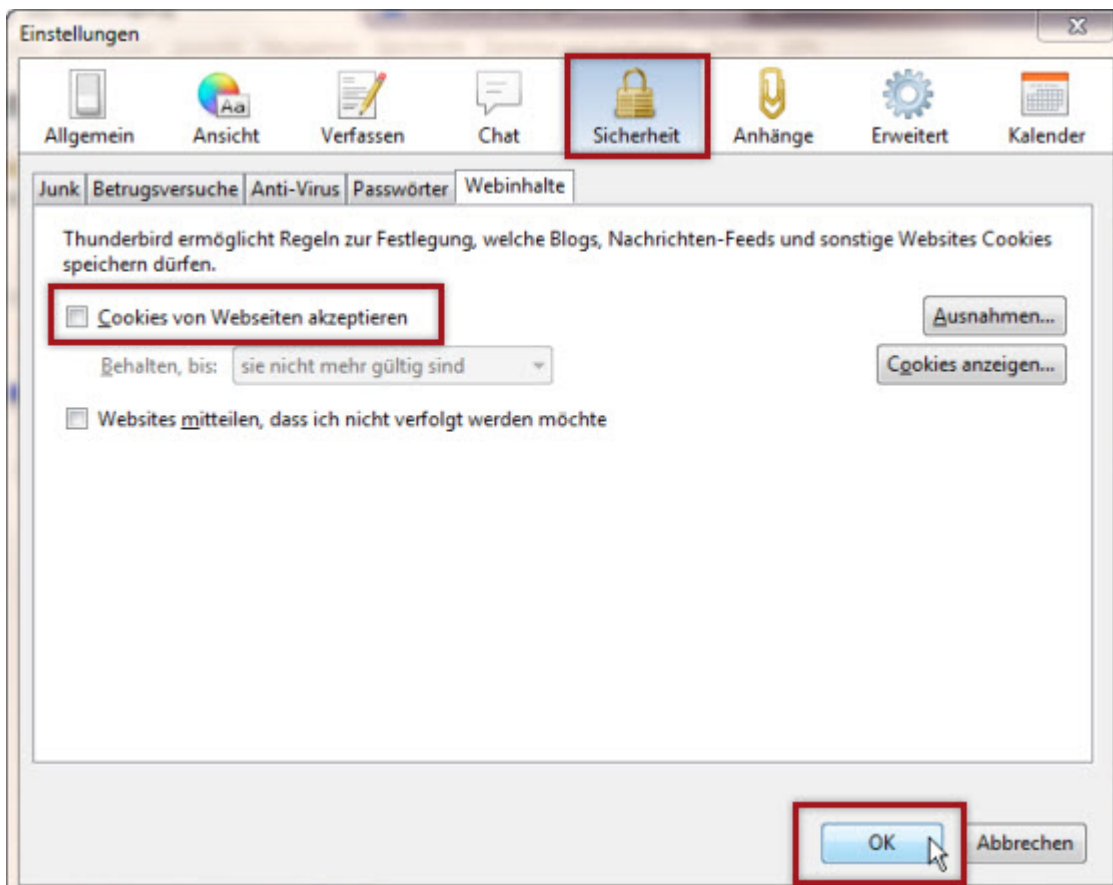 Einstellungen
Allgemein Ansicht Verfassen Chat Sicherheit Anhänge Erweitert Kalender
Junk Betrugsversuche Anti-Virus Passwörter Webinhalte
Thunderbird ermöglicht Regeln zur Festlegung, welche Blogs, Nachrichten-Feeds und sonstige Websites Cookies
speichern dürfen.
Cookies von Webseiten akzeptieren Ausnahmen...
Behalten, bis: sie nicht mehr gültig sind Cookies anzeigen...
Websites mitteilen, dass ich nicht verfolgt werden möchte
OK Abbrechen